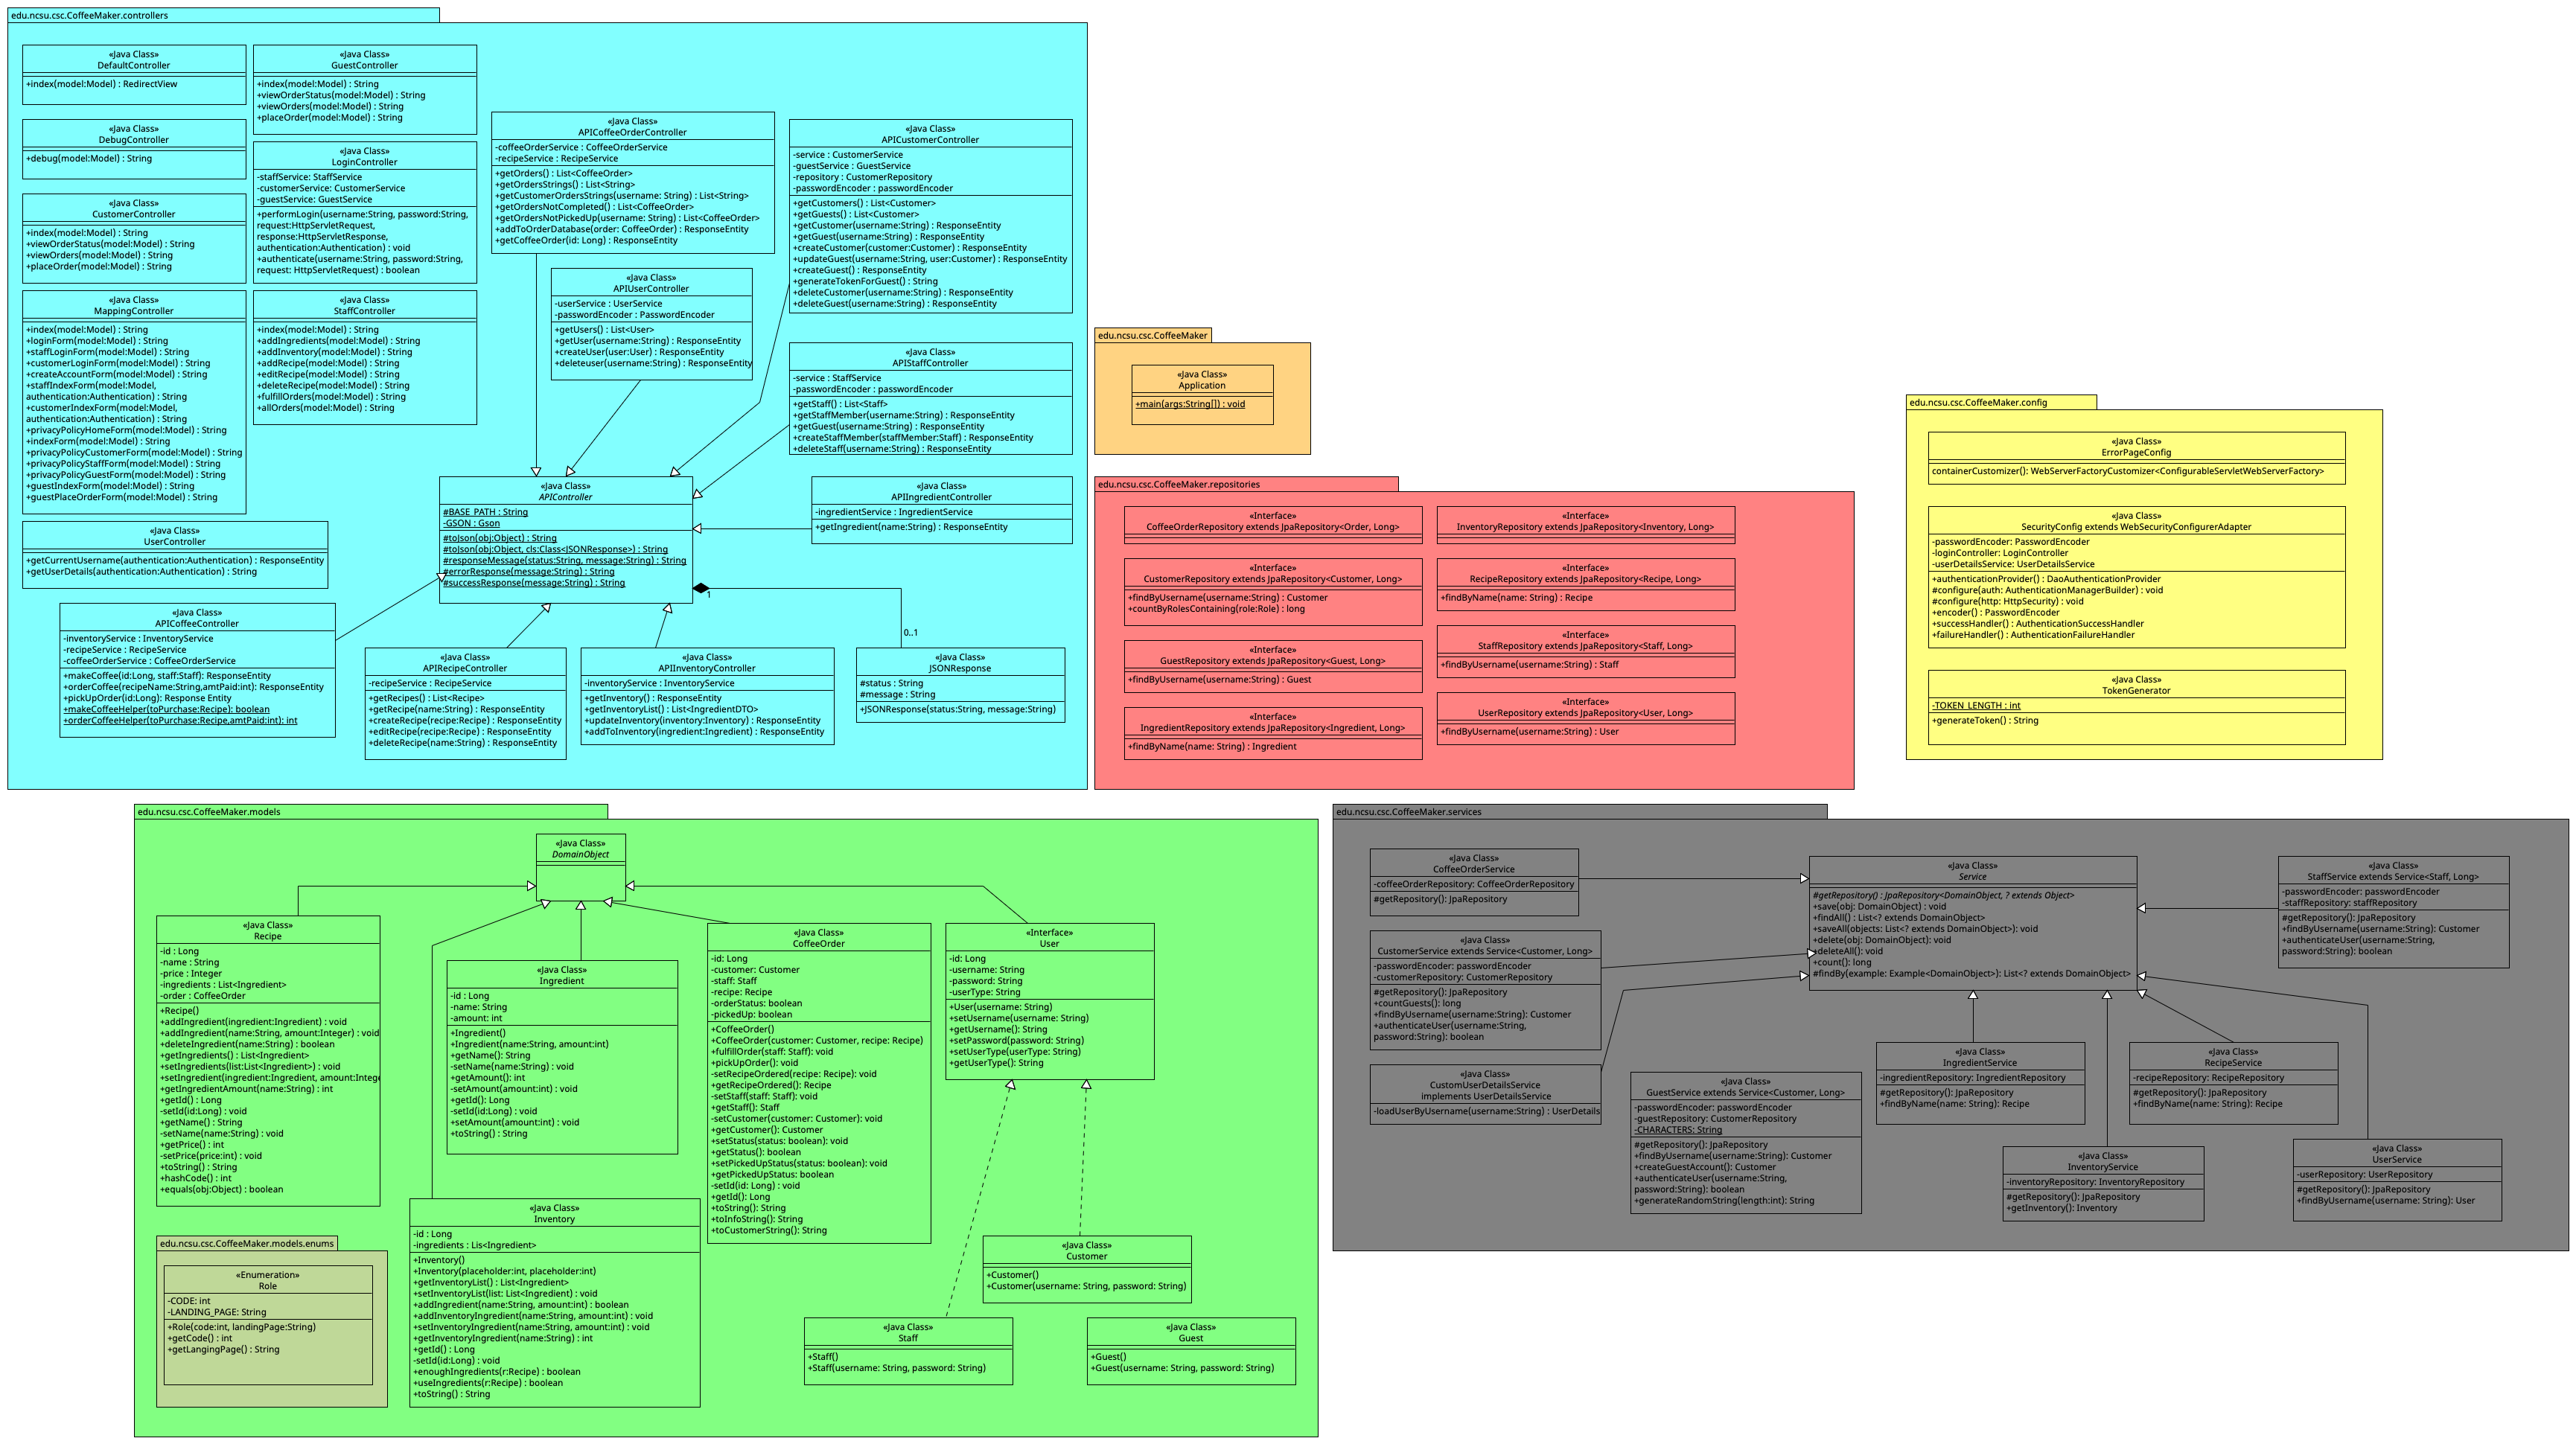 edu.ncsu.csc.CoffeeMaker.controllers
«Java Class»
DefaultController
+index(model:Model) : RedirectView
«Java Class»
GuestController
+index(model:Model) : String
+viewOrderStatus(model:Model) : String
+viewOrders(model:Model) : String
+placeOrder(model:Model) : String
«Java Class»
DebugController
+debug(model:Model) : String
«Java Class»
LoginController
-staffService: StaffService
-customerService: CustomerService
-guestService: GuestService
+performLogin(username:String, password:String,
request:HttpServletRequest,
response:HttpServletResponse,
authentication:Authentication) : void
+authenticate(username:String, password:String,
request: HttpServletRequest) : boolean
«Java Class»
CustomerController
+index(model:Model) : String
+viewOrderStatus(model:Model) : String
+viewOrders(model:Model) : String
+placeOrder(model:Model) : String
«Java Class»
MappingController
+index(model:Model) : String
+loginForm(model:Model) : String
+staffLoginForm(model:Model) : String
+customerLoginForm(model:Model) : String
+createAccountForm(model:Model) : String
+staffIndexForm(model:Model,
authentication:Authentication) : String
+customerIndexForm(model:Model,
authentication:Authentication) : String
+privacyPolicyHomeForm(model:Model) : String
+indexForm(model:Model) : String
+privacyPolicyCustomerForm(model:Model) : String
+privacyPolicyStaffForm(model:Model) : String
+privacyPolicyGuestForm(model:Model) : String
+guestIndexForm(model:Model) : String
+guestPlaceOrderForm(model:Model) : String
«Java Class»
StaffController
+index(model:Model) : String
+addIngredients(model:Model) : String
+addInventory(model:Model) : String
+addRecipe(model:Model) : String
+editRecipe(model:Model) : String
+deleteRecipe(model:Model) : String
+fulfillOrders(model:Model) : String
+allOrders(model:Model) : String
«Java Class»
UserController
+getCurrentUsername(authentication:Authentication) : ResponseEntity
+getUserDetails(authentication:Authentication) : String
«Java Class»
APICoffeeOrderController
-coffeeOrderService : CoffeeOrderService
-recipeService : RecipeService
+getOrders() : List<CoffeeOrder>
+getOrdersStrings() : List<String>
+getCustomerOrdersStrings(username: String) : List<String>
+getOrdersNotCompleted() : List<CoffeeOrder>
+getOrdersNotPickedUp(username: String) : List<CoffeeOrder>
+addToOrderDatabase(order: CoffeeOrder) : ResponseEntity
+getCoffeeOrder(id: Long) : ResponseEntity
«Java Class»
APICustomerController
-service : CustomerService
-guestService : GuestService
-repository : CustomerRepository
-passwordEncoder : passwordEncoder
+getCustomers() : List<Customer>
+getGuests() : List<Customer>
+getCustomer(username:String) : ResponseEntity
+getGuest(username:String) : ResponseEntity
+createCustomer(customer:Customer) : ResponseEntity
+updateGuest(username:String, user:Customer) : ResponseEntity
+createGuest() : ResponseEntity
+generateTokenForGuest() : String
+deleteCustomer(username:String) : ResponseEntity
+deleteGuest(username:String) : ResponseEntity
«Java Class»
APIUserController
-userService : UserService
-passwordEncoder : PasswordEncoder
+getUsers() : List<User>
+getUser(username:String) : ResponseEntity
+createUser(user:User) : ResponseEntity
+deleteuser(username:String) : ResponseEntity
«Java Class»
APIStaffController
-service : StaffService
-passwordEncoder : passwordEncoder
+getStaff() : List<Staff>
+getStaffMember(username:String) : ResponseEntity
+getGuest(username:String) : ResponseEntity
+createStaffMember(staffMember:Staff) : ResponseEntity
+deleteStaff(username:String) : ResponseEntity
«Java Class»
APIController
#BASE_PATH : String
-GSON : Gson
#toJson(obj:Object) : String
#toJson(obj:Object, cls:Class<JSONResponse>) : String
#responseMessage(status:String, message:String) : String
#errorResponse(message:String) : String
#successResponse(message:String) : String
1
0..1
«Java Class»
APIIngredientController
-ingredientService : IngredientService
+getIngredient(name:String) : ResponseEntity
«Java Class»
APICoffeeController
-inventoryService : InventoryService
-recipeService : RecipeService
-coffeeOrderService : CoffeeOrderService
+makeCoffee(id:Long, staff:Staff): ResponseEntity
+orderCoffee(recipeName:String,amtPaid:int): ResponseEntity
+pickUpOrder(id:Long): Response Entity
+makeCoffeeHelper(toPurchase:Recipe): boolean
+orderCoffeeHelper(toPurchase:Recipe,amtPaid:int): int
«Java Class»
APIRecipeController
-recipeService : RecipeService
+getRecipes() : List<Recipe>
+getRecipe(name:String) : ResponseEntity
+createRecipe(recipe:Recipe) : ResponseEntity
+editRecipe(recipe:Recipe) : ResponseEntity
+deleteRecipe(name:String) : ResponseEntity
«Java Class»
APIInventoryController
-inventoryService : InventoryService
+getInventory() : ResponseEntity
+getInventoryList() : List<IngredientDTO>
+updateInventory(inventory:Inventory) : ResponseEntity
+addToInventory(ingredient:Ingredient) : ResponseEntity
«Java Class»
JSONResponse
#status : String
#message : String
+JSONResponse(status:String, message:String)
edu.ncsu.csc.CoffeeMaker
«Java Class»
Application
+main(args:String[]) : void
edu.ncsu.csc.CoffeeMaker.repositories
«Interface»
CoffeeOrderRepository extends JpaRepository<Order, Long>
«Interface»
InventoryRepository extends JpaRepository<Inventory, Long>
«Interface»
CustomerRepository extends JpaRepository<Customer, Long>
+findByUsername(username:String) : Customer
+countByRolesContaining(role:Role) : long
«Interface»
RecipeRepository extends JpaRepository<Recipe, Long>
+findByName(name: String) : Recipe
«Interface»
GuestRepository extends JpaRepository<Guest, Long>
+findByUsername(username:String) : Guest
«Interface»
StaffRepository extends JpaRepository<Staff, Long>
+findByUsername(username:String) : Staff
«Interface»
IngredientRepository extends JpaRepository<Ingredient, Long>
+findByName(name: String) : Ingredient
«Interface»
UserRepository extends JpaRepository<User, Long>
+findByUsername(username:String) : User
edu.ncsu.csc.CoffeeMaker.config
«Java Class»
ErrorPageConfig
containerCustomizer(): WebServerFactoryCustomizer<ConfigurableServletWebServerFactory>
«Java Class»
SecurityConfig extends WebSecurityConfigurerAdapter
-passwordEncoder: PasswordEncoder
-loginController: LoginController
-userDetailsService: UserDetailsService
+authenticationProvider() : DaoAuthenticationProvider
#configure(auth: AuthenticationManagerBuilder) : void
#configure(http: HttpSecurity) : void
+encoder() : PasswordEncoder
+successHandler() : AuthenticationSuccessHandler
+failureHandler() : AuthenticationFailureHandler
«Java Class»
TokenGenerator
-TOKEN_LENGTH : int
+generateToken() : String
edu.ncsu.csc.CoffeeMaker.models
«Java Class»
DomainObject
«Java Class»
Recipe
-id : Long
-name : String
-price : Integer
-ingredients : List<Ingredient>
-order : CoffeeOrder
+Recipe()
+addIngredient(ingredient:Ingredient) : void
+addIngredient(name:String, amount:Integer) : void
+deleteIngredient(name:String) : boolean
+getIngredients() : List<Ingredient>
+setIngredients(list:List<Ingredient>) : void
+setIngredient(ingredient:Ingredient, amount:Intege
+getIngredientAmount(name:String) : int
+getId() : Long
-setId(id:Long) : void
+getName() : String
-setName(name:String) : void
+getPrice() : int
-setPrice(price:int) : void
+toString() : String
+hashCode() : int
+equals(obj:Object) : boolean
«Java Class»
Ingredient
-id : Long
-name: String
-amount: int
+Ingredient()
+Ingredient(name:String, amount:int)
+getName(): String
-setName(name:String) : void
+getAmount(): int
-setAmount(amount:int) : void
+getId(): Long
-setId(id:Long) : void
+setAmount(amount:int) : void
+toString() : String
«Java Class»
CoffeeOrder
-id: Long
-customer: Customer
-staff: Staff
-recipe: Recipe
-orderStatus: boolean
-pickedUp: boolean
+CoffeeOrder()
+CoffeeOrder(customer: Customer, recipe: Recipe)
+fulfillOrder(staff: Staff): void
+pickUpOrder(): void
-setRecipeOrdered(recipe: Recipe): void
+getRecipeOrdered(): Recipe
-setStaff(staff: Staff): void
+getStaff(): Staff
-setCustomer(customer: Customer): void
+getCustomer(): Customer
+setStatus(status: boolean): void
+getStatus(): boolean
+setPickedUpStatus(status: boolean): void
+getPickedUpStatus: boolean
-setId(id: Long) : void
+getId(): Long
+toString(): String
+toInfoString(): String
+toCustomerString(): String
«Interface»
User
-id: Long
-username: String
-password: String
-userType: String
+User(username: String)
+setUsername(username: String)
+getUsername(): String
+setPassword(password: String)
+setUserType(userType: String)
+getUserType(): String
«Java Class»
Inventory
-id : Long
-ingredients : Lis<Ingredient>
+Inventory()
+Inventory(placeholder:int, placeholder:int)
+getInventoryList() : List<Ingredient>
+setInventoryList(list: List<Ingredient) : void
+addIngredient(name:String, amount:int) : boolean
+addInventoryIngredient(name:String, amount:int) : void
+setInventoryIngredient(name:String, amount:int) : void
+getInventoryIngredient(name:String) : int
+getId() : Long
-setId(id:Long) : void
+enoughIngredients(r:Recipe) : boolean
+useIngredients(r:Recipe) : boolean
+toString() : String
edu.ncsu.csc.CoffeeMaker.models.enums
«Enumeration»
Role
-CODE: int
-LANDING_PAGE: String
+Role(code:int, landingPage:String)
+getCode() : int
+getLangingPage() : String
«Java Class»
Customer
+Customer()
+Customer(username: String, password: String)
«Java Class»
Staff
+Staff()
+Staff(username: String, password: String)
«Java Class»
Guest
+Guest()
+Guest(username: String, password: String)
edu.ncsu.csc.CoffeeMaker.services
«Java Class»
CoffeeOrderService
-coffeeOrderRepository: CoffeeOrderRepository
#getRepository(): JpaRepository
«Java Class»
Service
#getRepository() : JpaRepository<DomainObject, ? extends Object>
+save(obj: DomainObject) : void
+findAll() : List<? extends DomainObject>
+saveAll(objects: List<? extends DomainObject>): void
+delete(obj: DomainObject): void
+deleteAll(): void
+count(): long
#findBy(example: Example<DomainObject>): List<? extends DomainObject>
«Java Class»
StaffService extends Service<Staff, Long>
-passwordEncoder: passwordEncoder
-staffRepository: staffRepository
#getRepository(): JpaRepository
+findByUsername(username:String): Customer
+authenticateUser(username:String,
password:String): boolean
«Java Class»
CustomerService extends Service<Customer, Long>
-passwordEncoder: passwordEncoder
-customerRepository: CustomerRepository
#getRepository(): JpaRepository
+countGuests(): long
+findByUsername(username:String): Customer
+authenticateUser(username:String,
password:String): boolean
«Java Class»
CustomUserDetailsService
implements UserDetailsService
-loadUserByUsername(username:String) : UserDetails
«Java Class»
GuestService extends Service<Customer, Long>
-passwordEncoder: passwordEncoder
-guestRepository: CustomerRepository
-CHARACTERS: String
#getRepository(): JpaRepository
+findByUsername(username:String): Customer
+createGuestAccount(): Customer
+authenticateUser(username:String,
password:String): boolean
+generateRandomString(length:int): String
«Java Class»
IngredientService
-ingredientRepository: IngredientRepository
#getRepository(): JpaRepository
+findByName(name: String): Recipe
«Java Class»
RecipeService
-recipeRepository: RecipeRepository
#getRepository(): JpaRepository
+findByName(name: String): Recipe
«Java Class»
InventoryService
-inventoryRepository: InventoryRepository
#getRepository(): JpaRepository
+getInventory(): Inventory
«Java Class»
UserService
-userRepository: UserRepository
#getRepository(): JpaRepository
+findByUsername(username: String): User